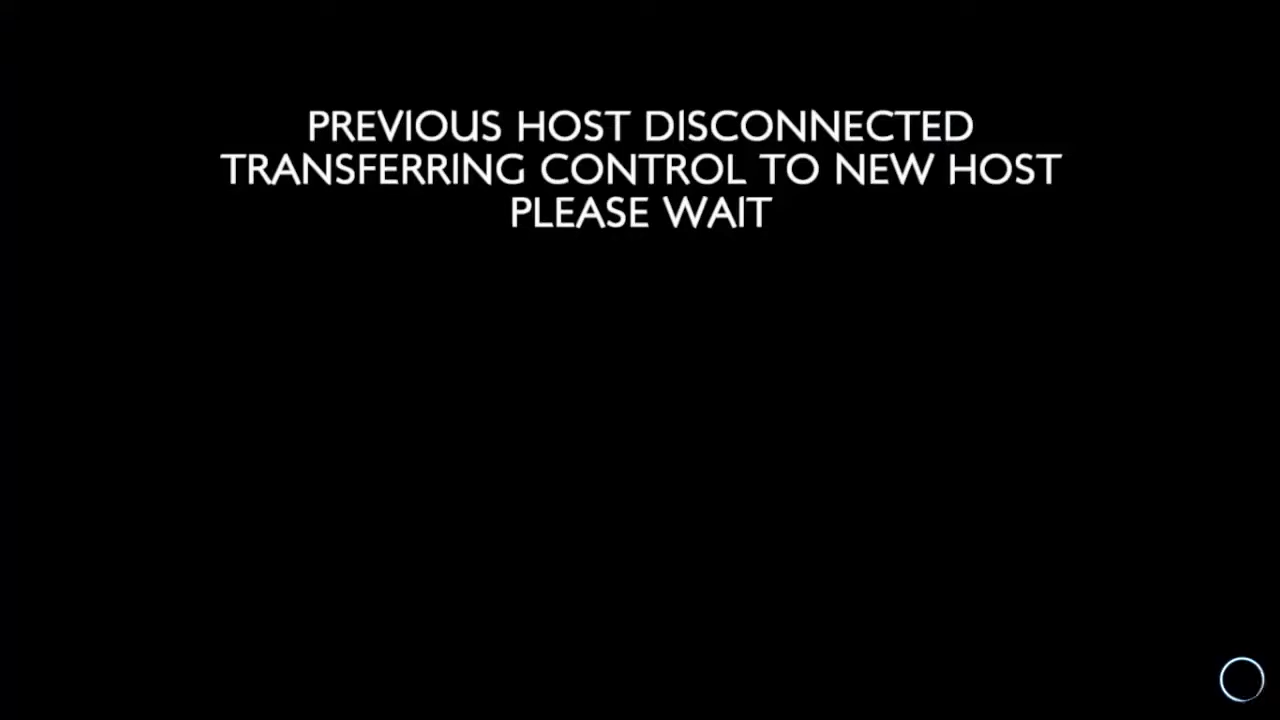 PREVIOUS HOST DISCONNECTED
TRANSFERRING CONTROL TO NEW HOST
PLEASE WAIT